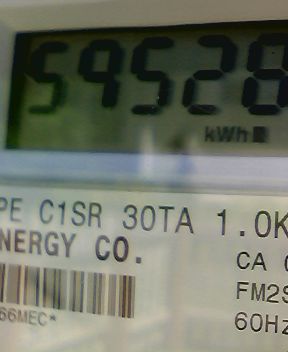 59528
kWh
PE C1SR 30TA 1.0K
NERGY CO.
CA
FM2S
66MEC*
60Hz